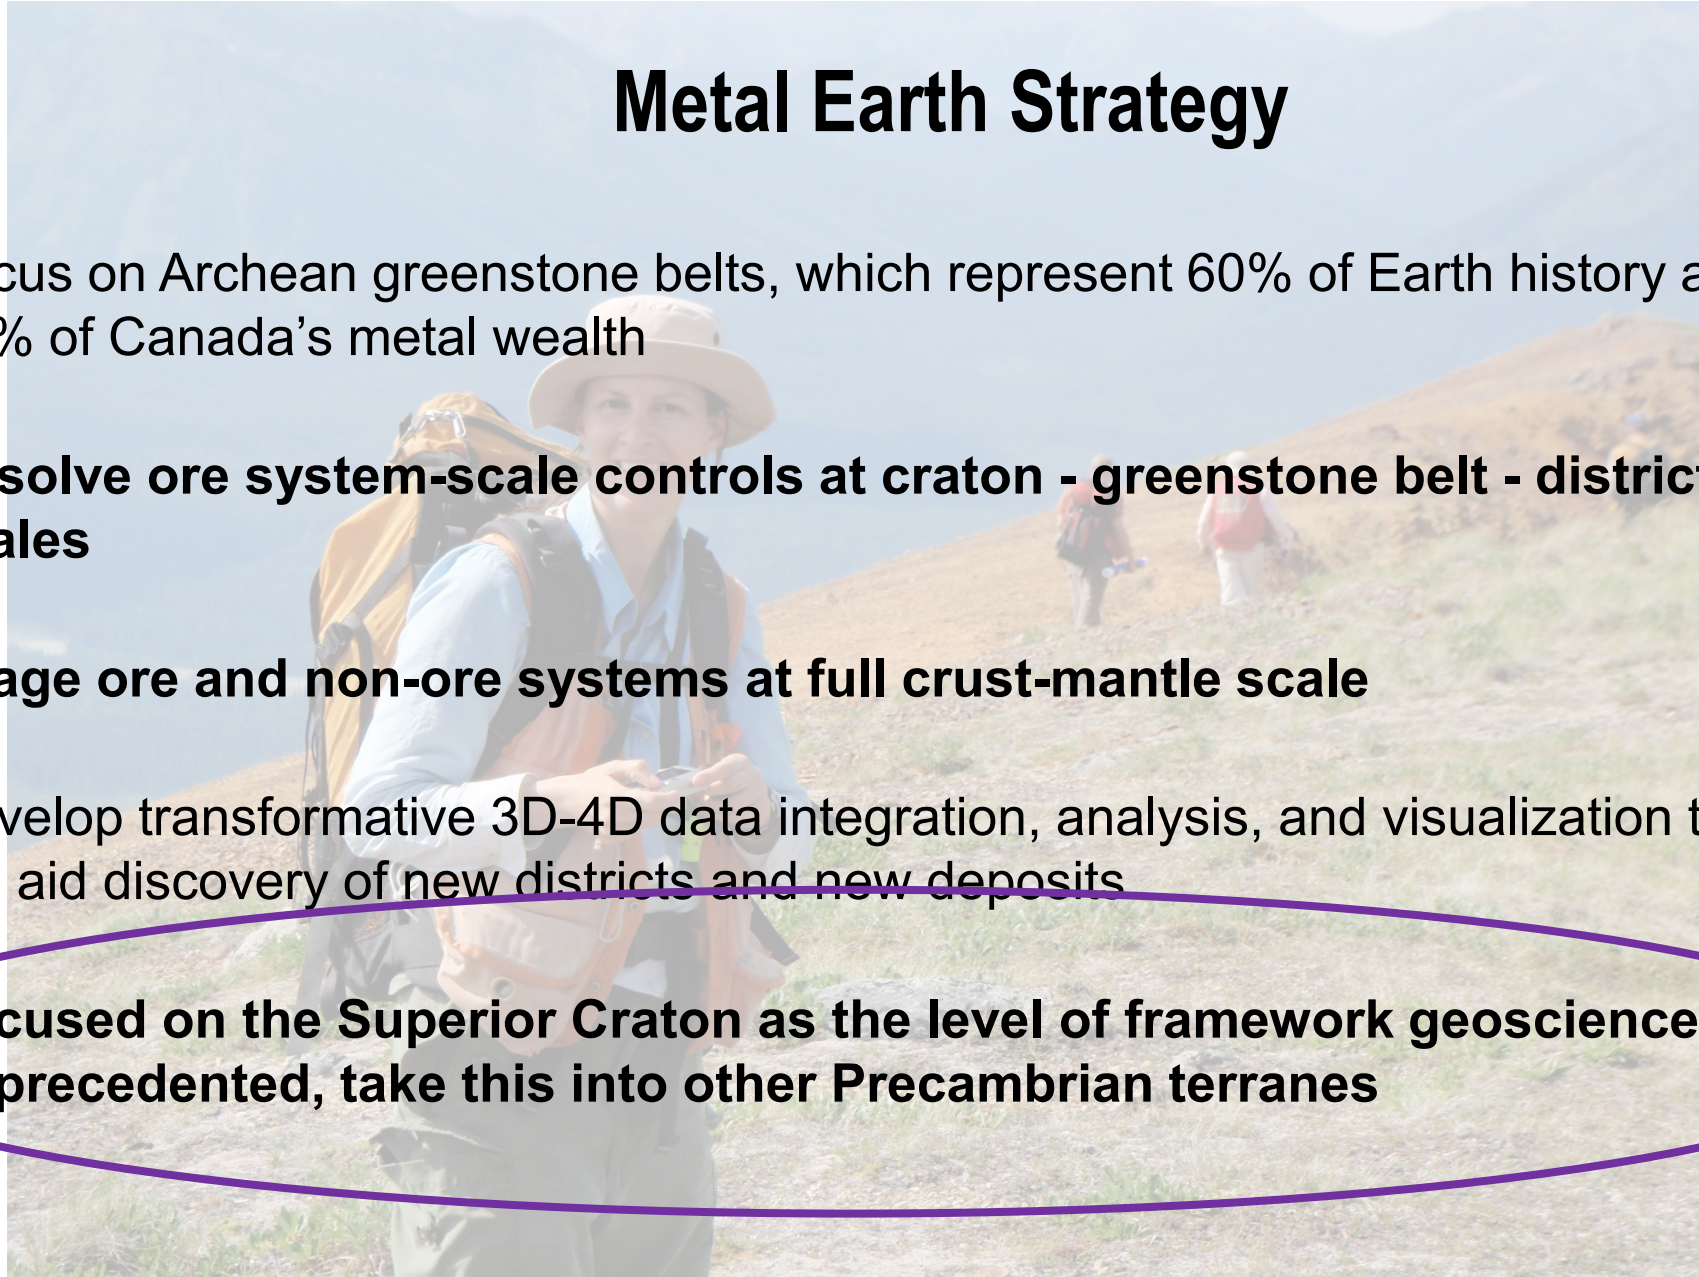 Metal Earth Strategy
cus on Archean greenstone belts, which represent 60% of Earth history a
% of Canada’s metal wealth
solve ore system-scale controls at craton - greenstone belt - district
ales
age ore and non-ore systems at full crust-mantle scale
velop transformative 3D-4D data integration, analysis, and visualization t
aid discovery of new districts and new deposits
cused on the Superior Craton as the level of framework geoscience
precedented, take this into other Precambrian terranes